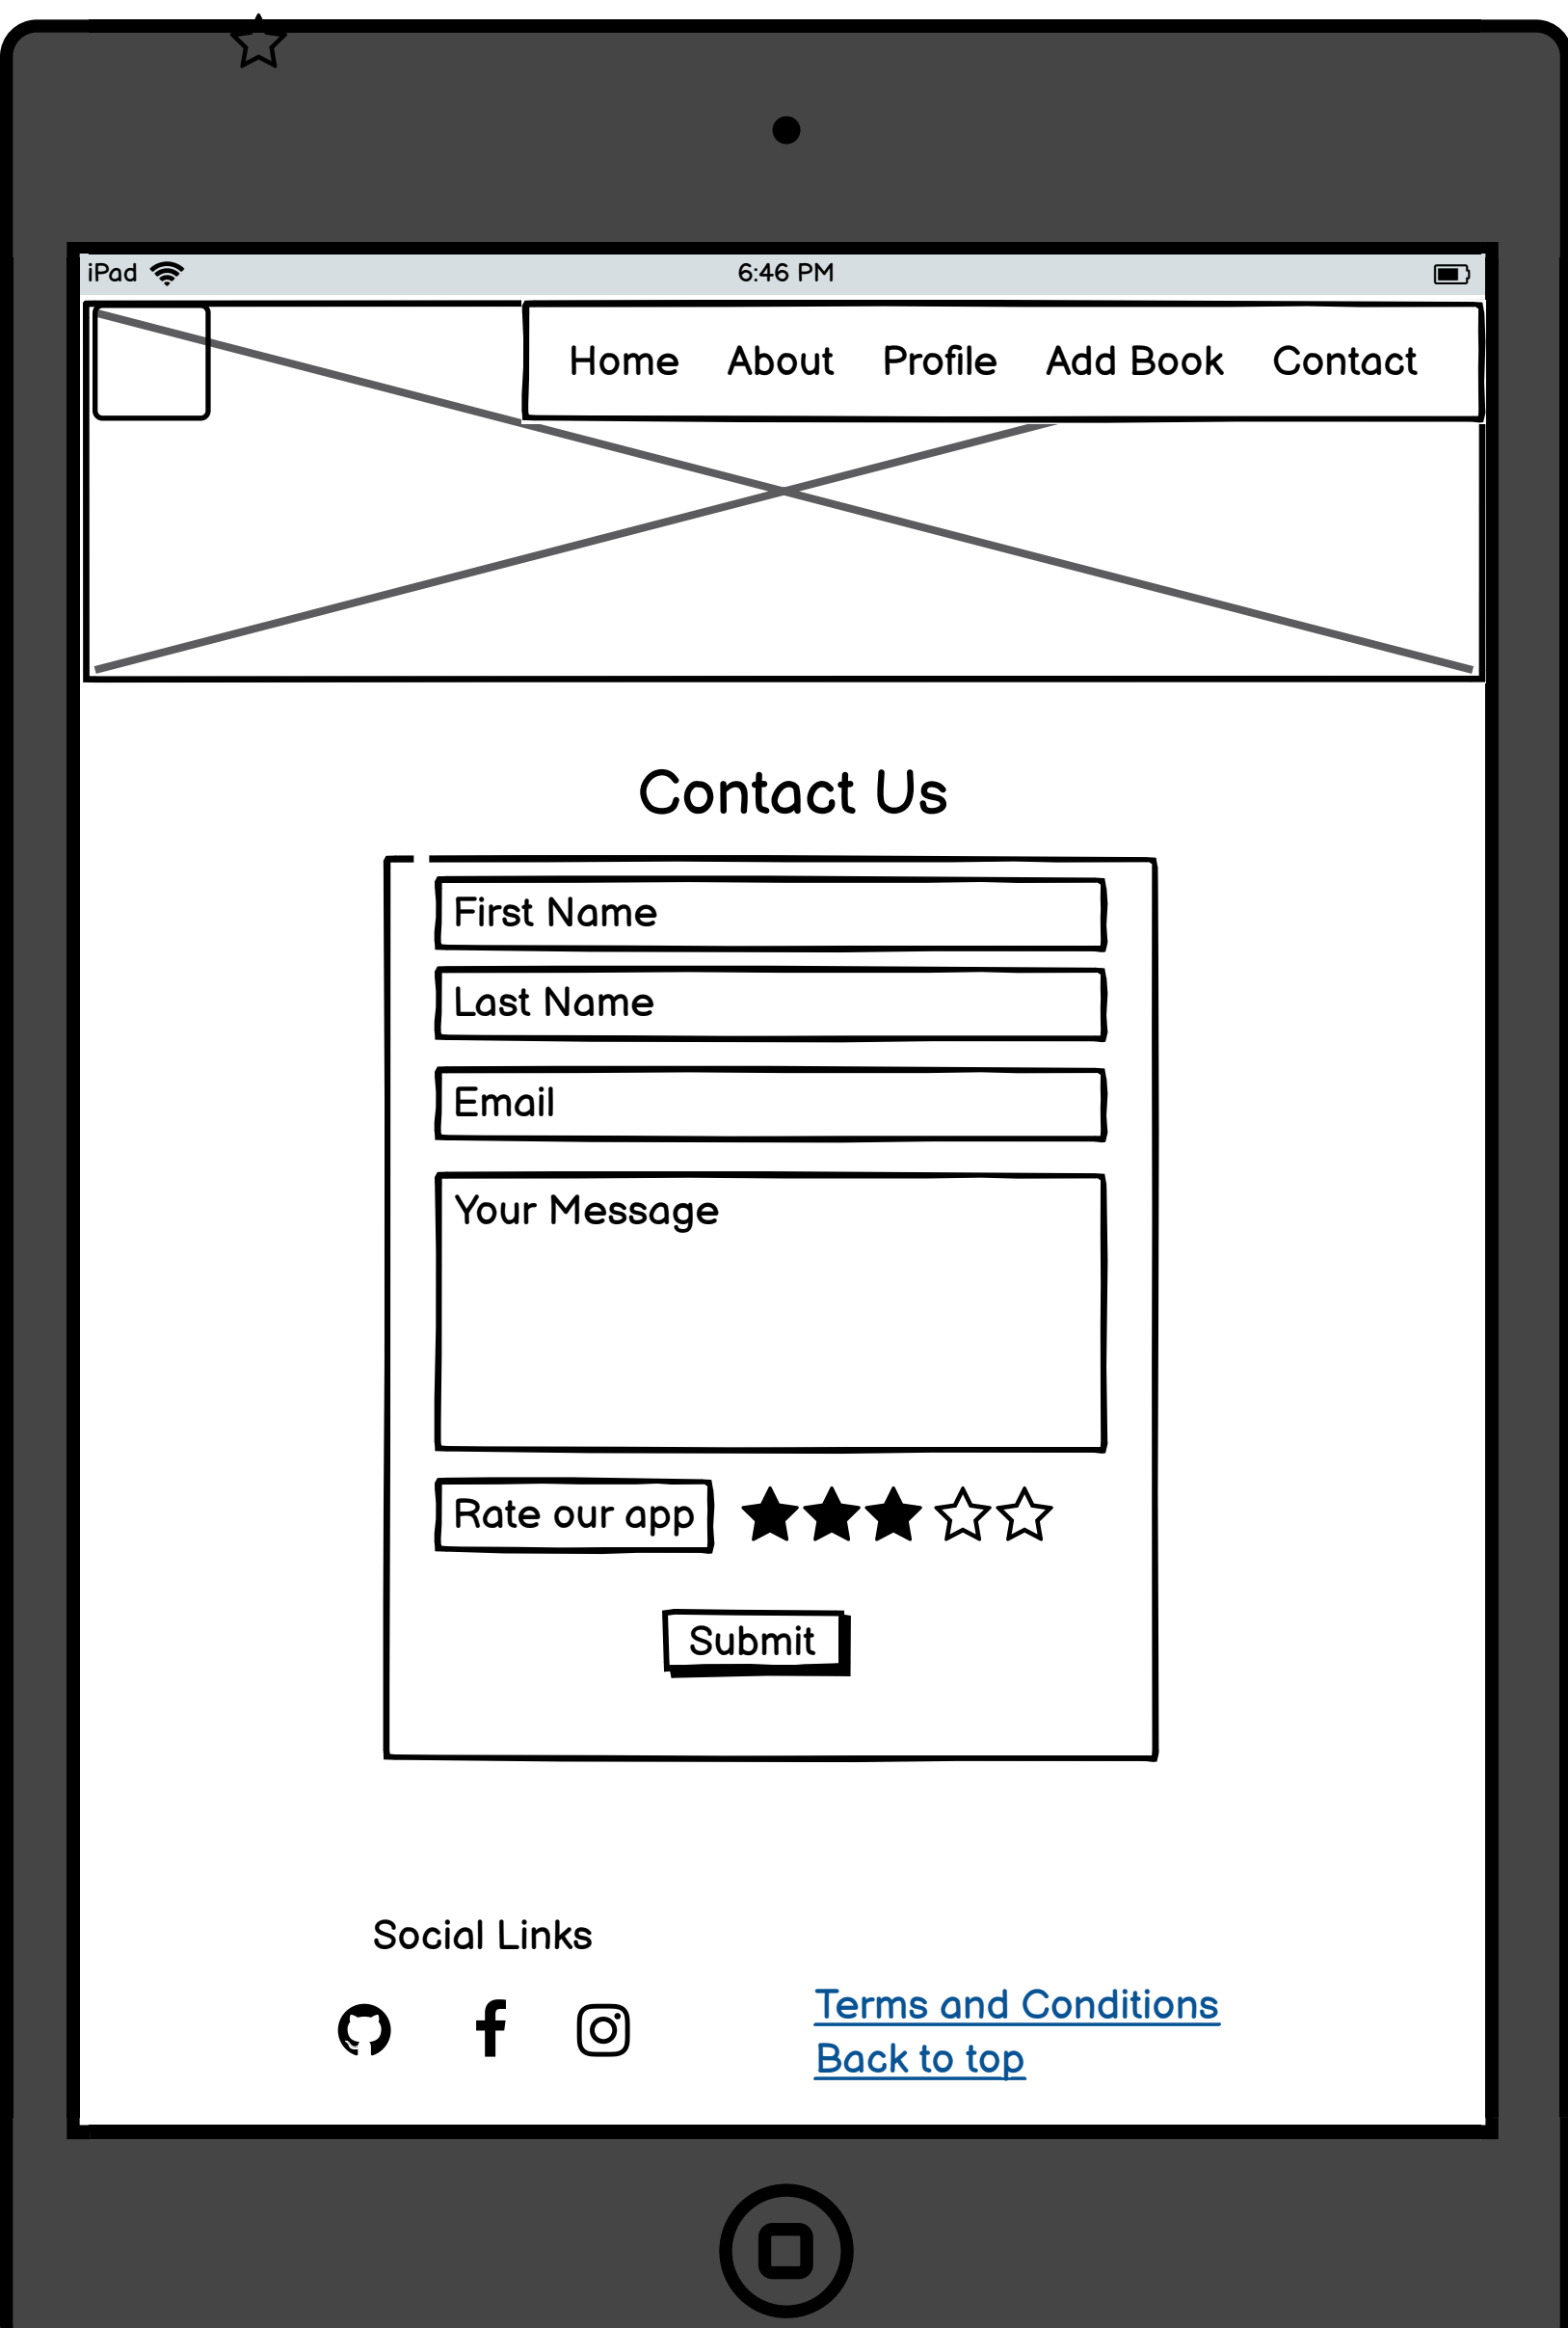 iPad 6:46 PM
Home About Profile Add Book Contact
Contact Us
First Name
Last Name
Email
Your Message
Rate our app
Submit
Social Links
Terms and Conditions
Back to top